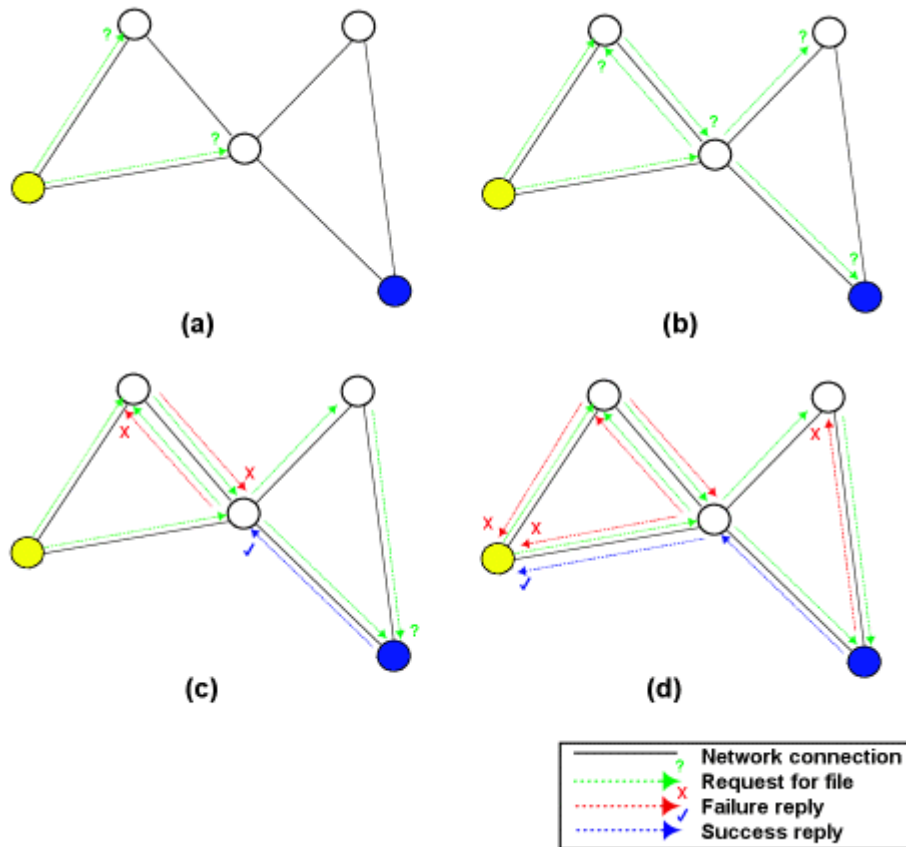 ?
?
(a)
?
?
?
?
(b)
X
X
✓
?
(c)
X
X
✓
X
(d)
Network connection
?
Request for file
X
Failure reply
✓
Success reply